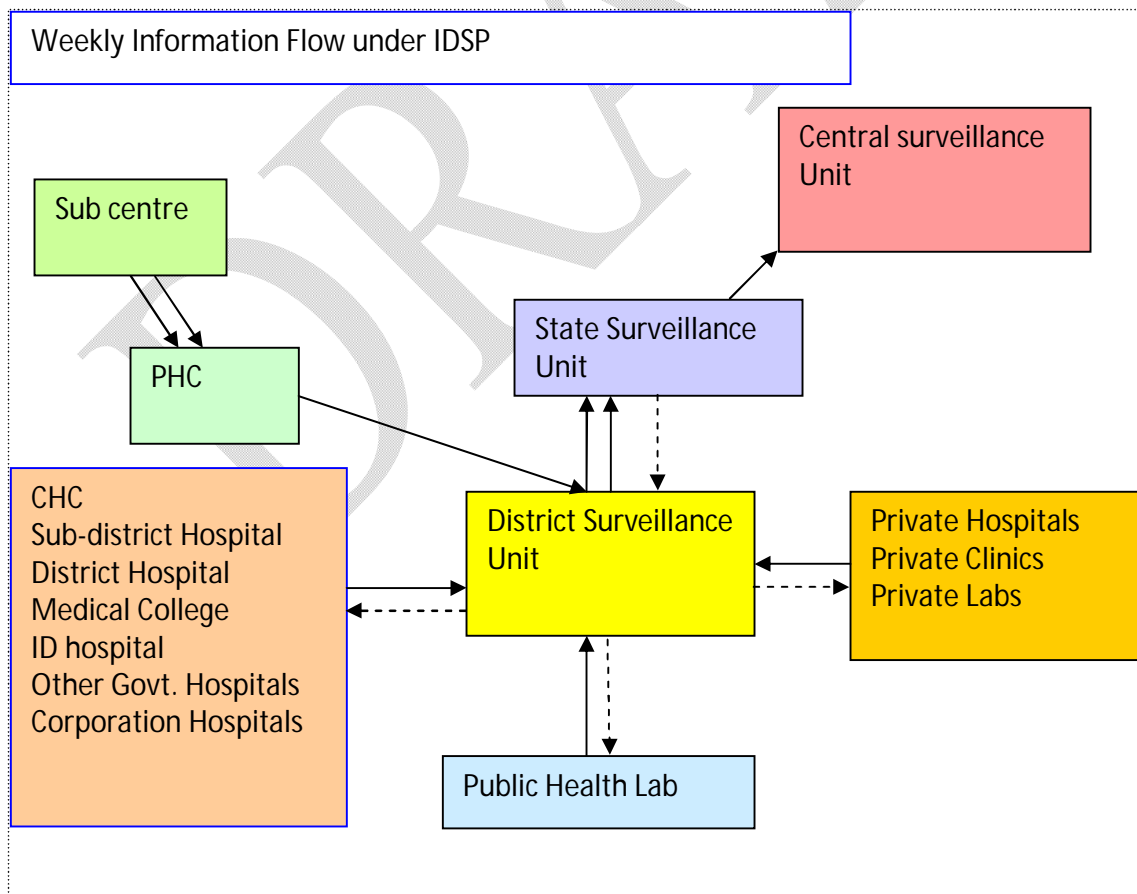 Weekly Information Flow under IDSP
Central surveillance
Unit
Sub centre
State Surveillance
Unit
PHC
CHC
Sub-district Hospital
District Hospital
Medical College
ID hospital
Other Govt. Hospitals
Corporation Hospitals
District Surveillance
Unit
Private Hospitals
Private Clinics
Private Labs
Public Health Lab